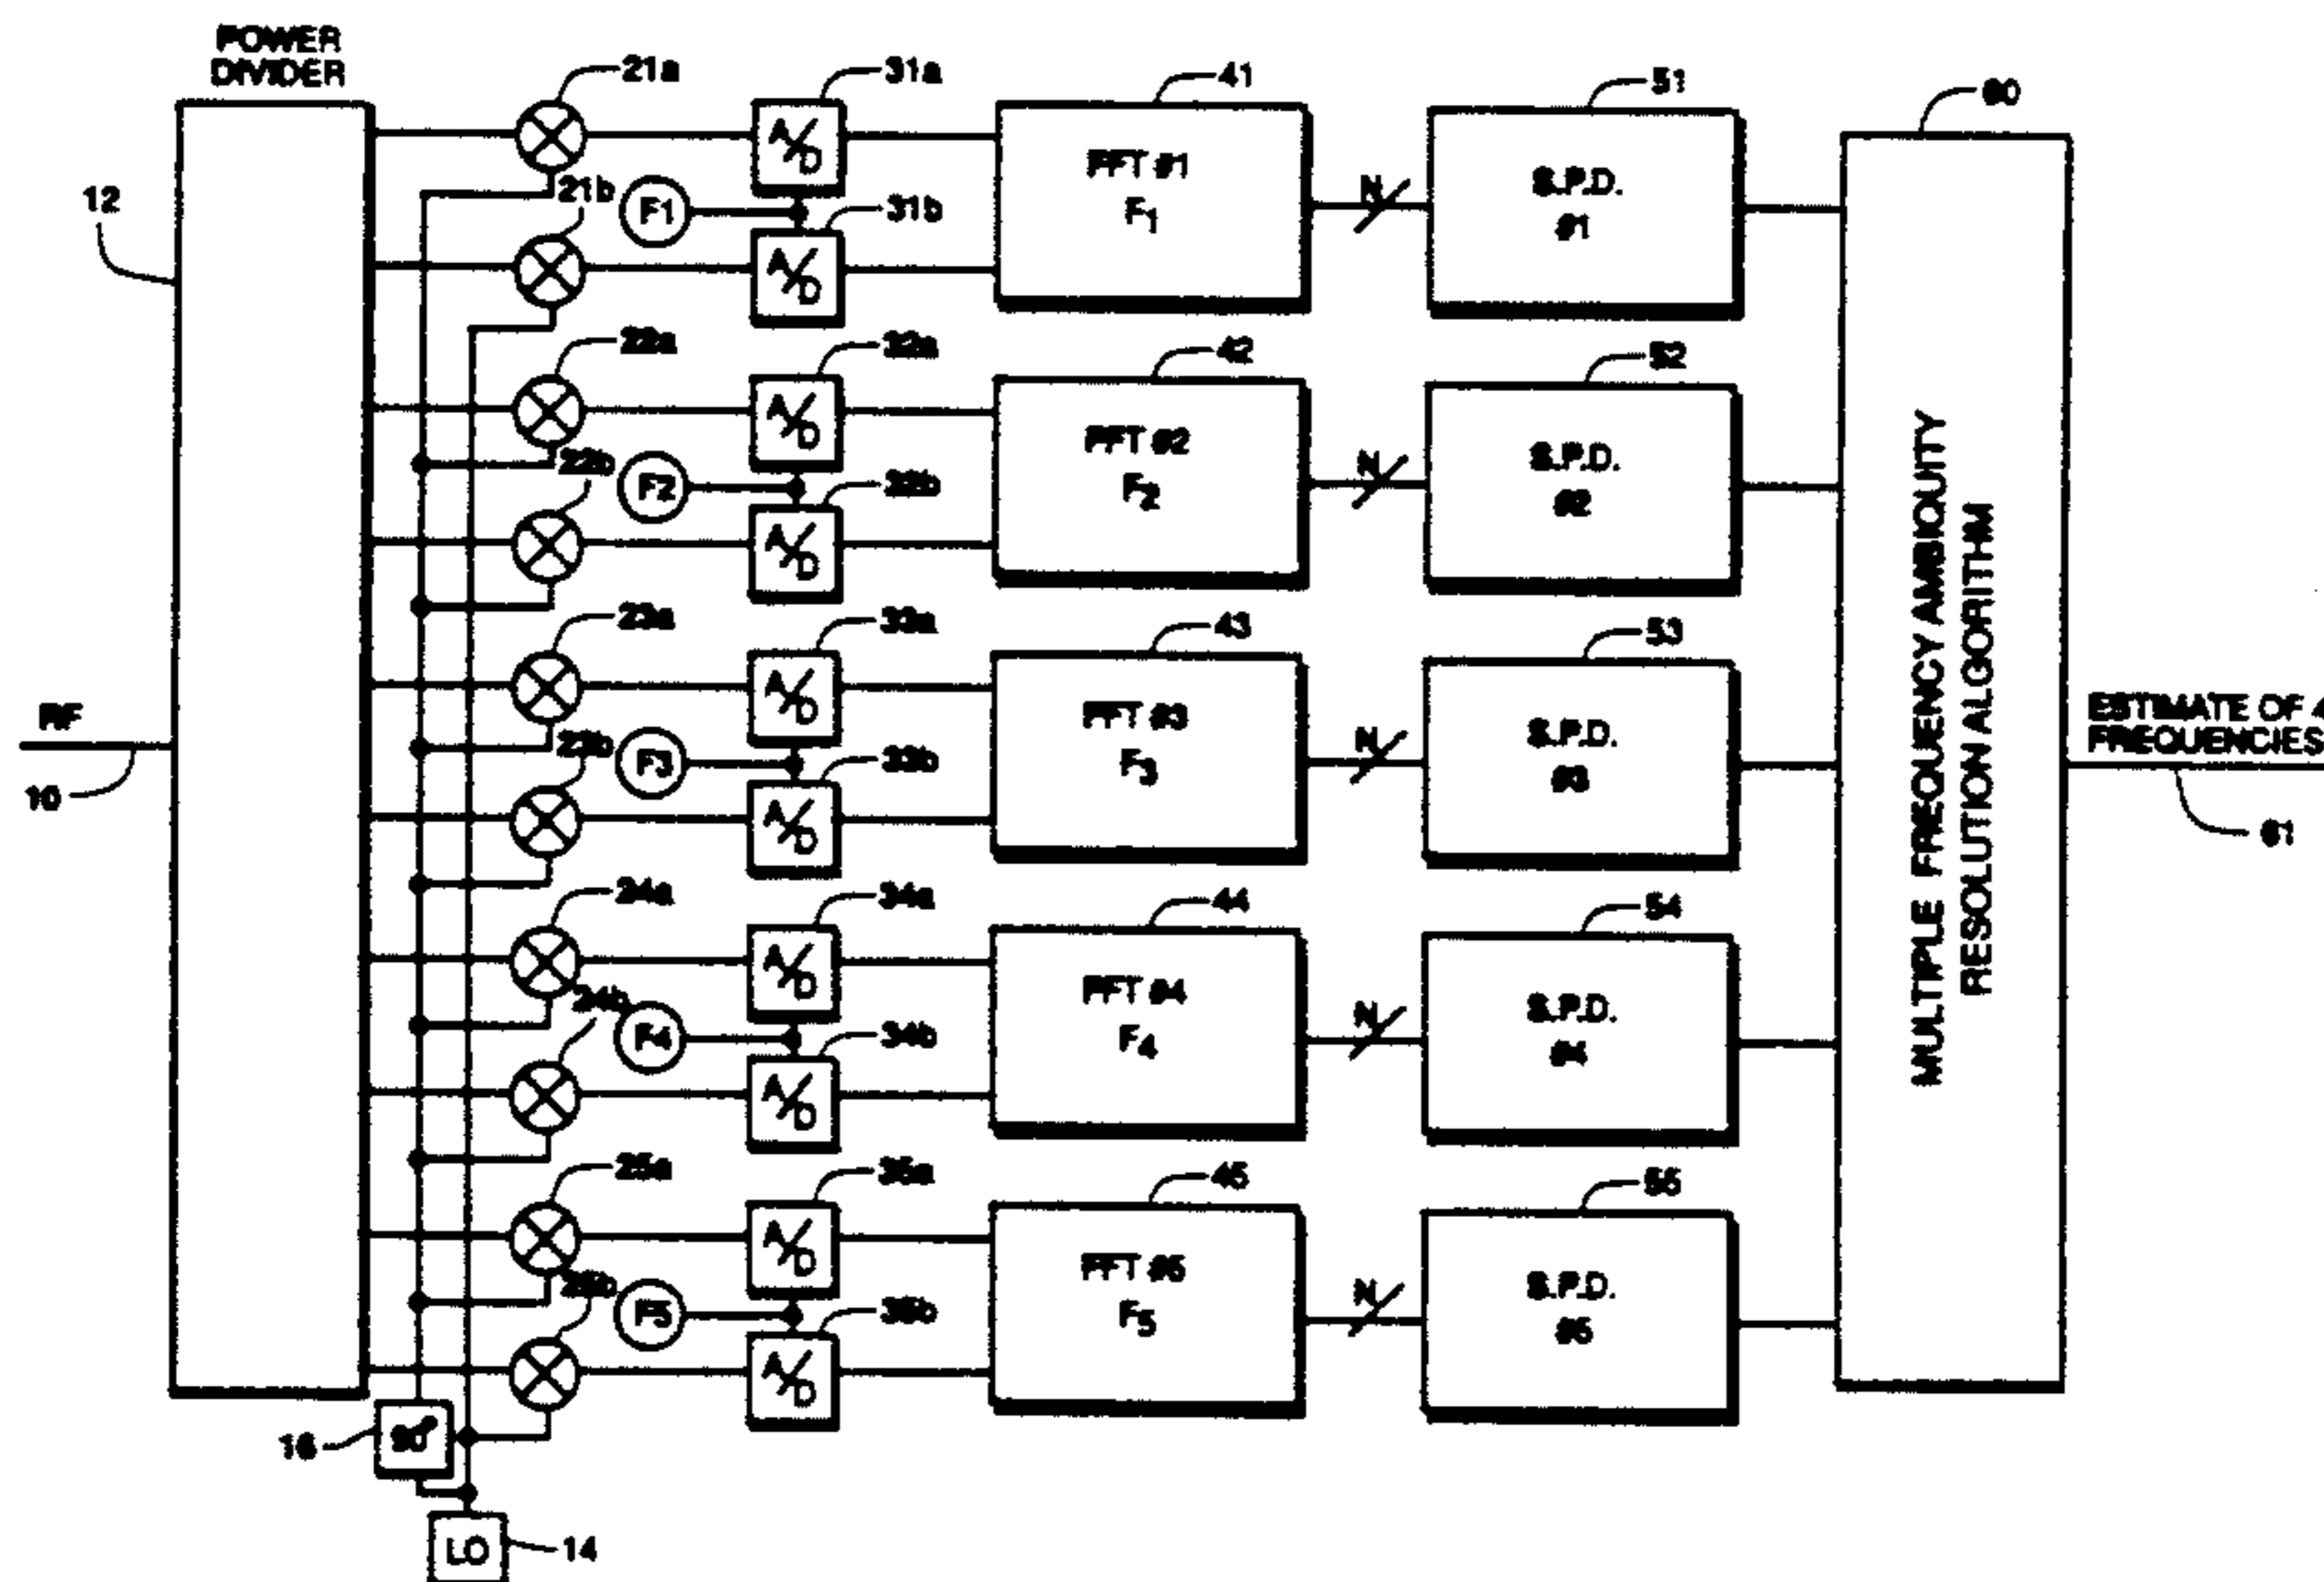 POWER
DIVIDER
21a
31a
41
51
60
12
A/D
FFT #1
F1
N
S.P.D.
#1
21b
F1
31b
A/D
22a
32a
42
52
A/D
FFT #2
F2
N
S.P.D.
#2
22b
F2
32b
A/D
23a
33a
43
53
RF
10
A/D
FFT #3
F3
N
S.P.D.
#3
23b
F3
33b
A/D
MULTIPLE FREQUENCY AMBIQUITY
RESOLUTION ALGORITHM
ESTIMATE OF 4
FREQUENCIES
61
24a
34a
44
54
A/D
FFT #4
F4
N
S.P.D.
#4
24b
F4
34b
A/D
25a
35a
45
55
A/D
FFT #5
F5
N
S.P.D.
#5
25b
F5
35b
A/D
16
90°
LO
14